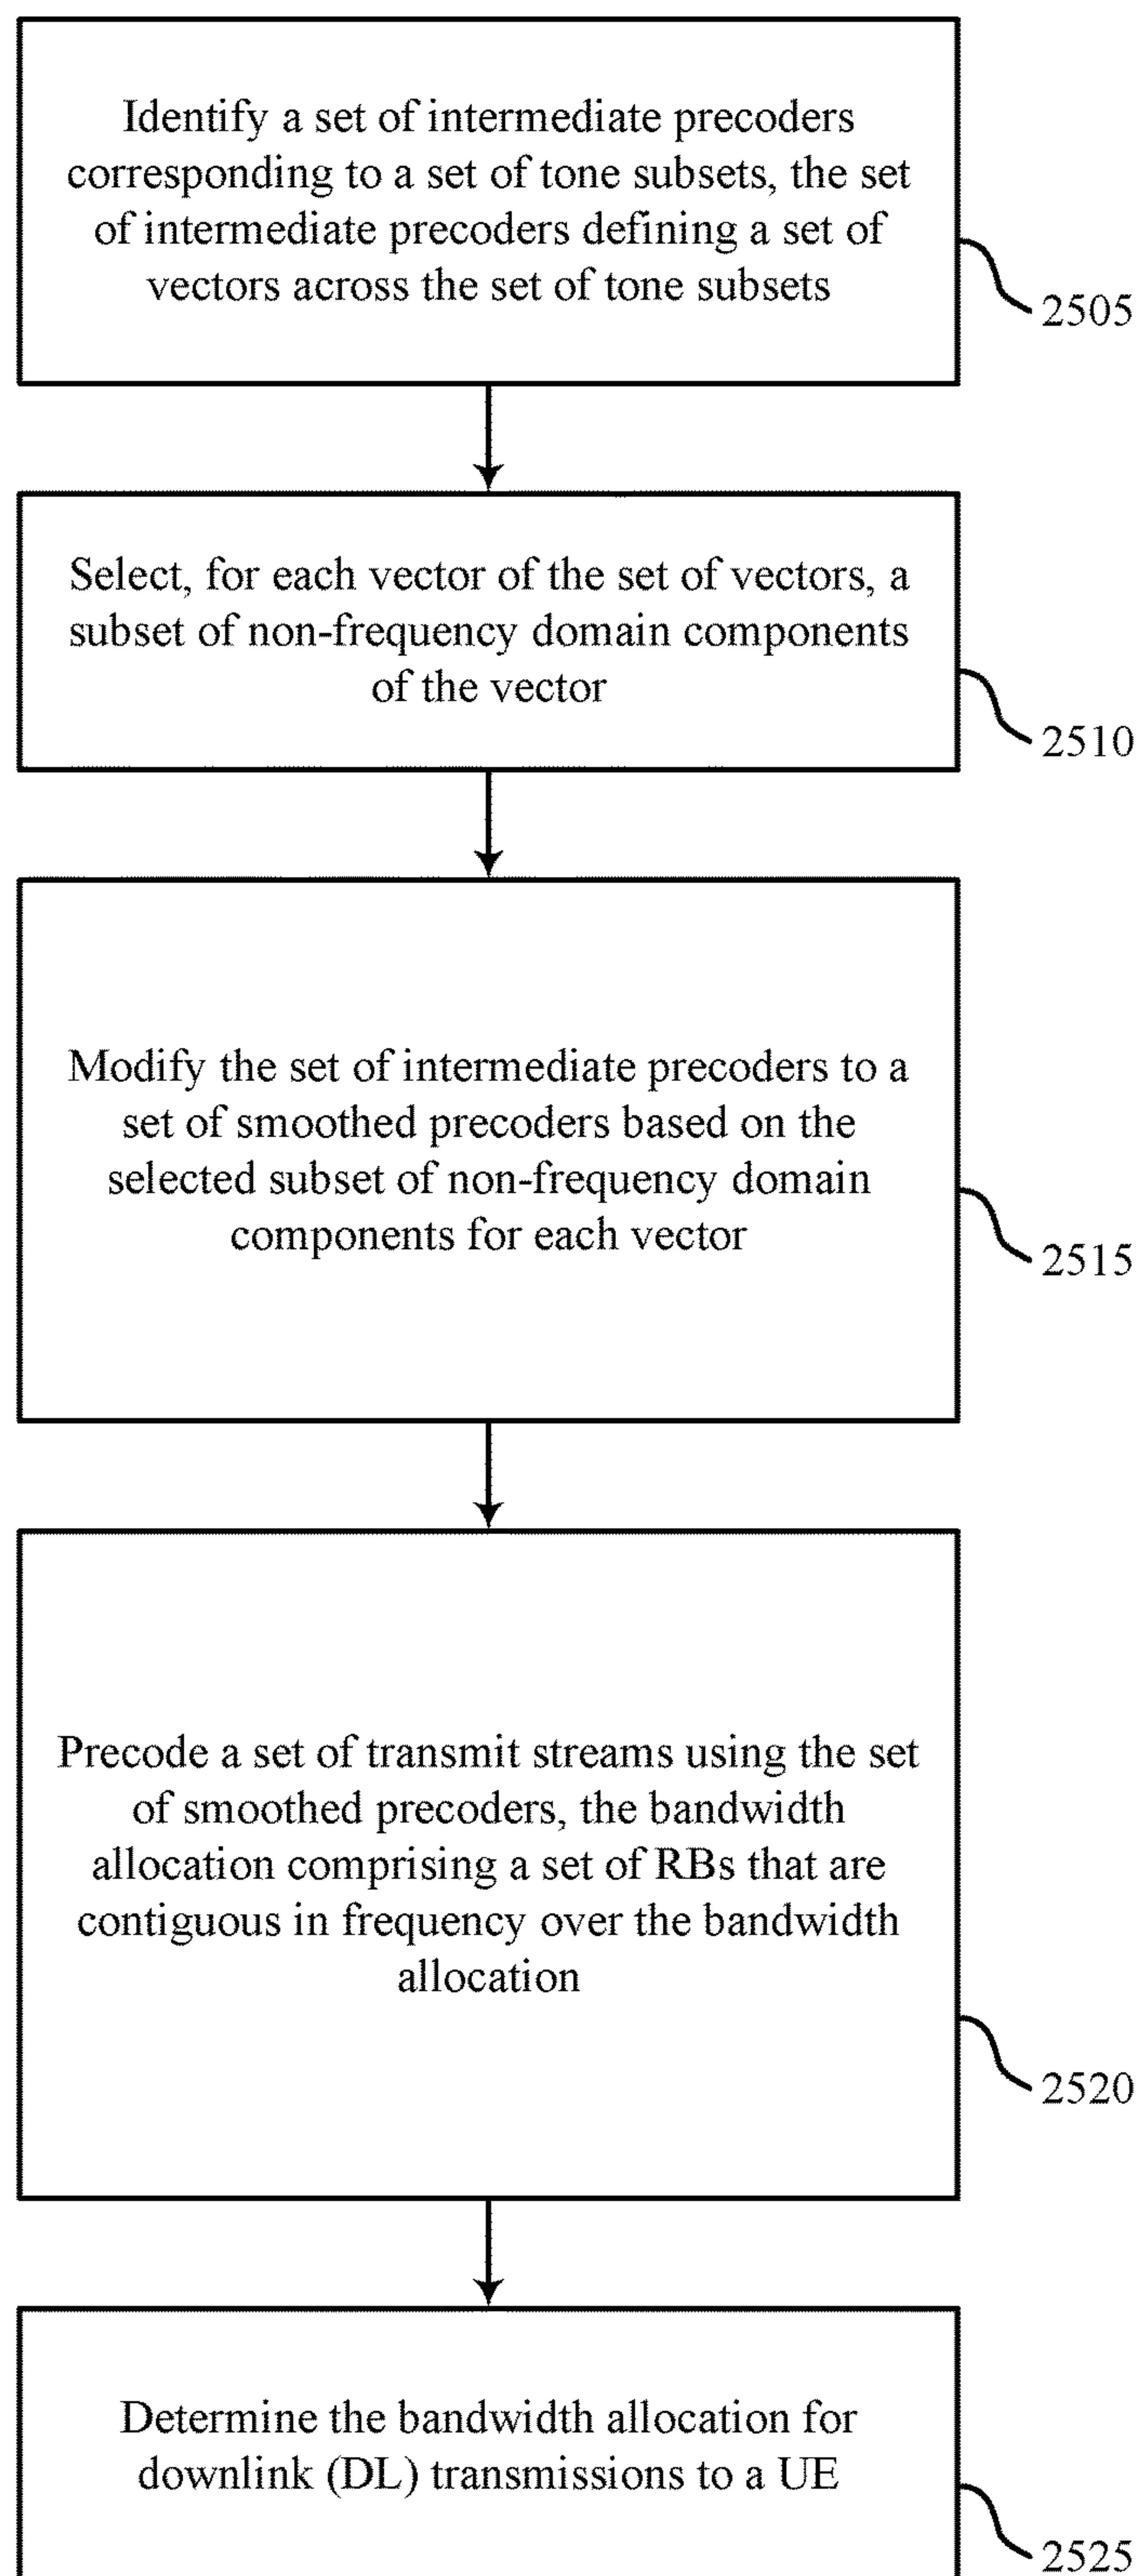 Identify a set of intermediate precoders
corresponding to a set of tone subsets, the set
of intermediate precoders defining a set of
vectors across the set of tone subsets
2505
Select, for each vector of the set of vectors, a
subset of non-frequency domain components
of the vector
2510
Modify the set of intermediate precoders to a
set of smoothed precoders based on the
selected subset of non-frequency domain
components for each vector
2515
Precode a set of transmit streams using the set
of smoothed precoders, the bandwidth
allocation comprising a set of RBs that are
contiguous in frequency over the bandwidth
allocation
2520
Determine the bandwidth allocation for
downlink (DL) transmissions to a UE
2525